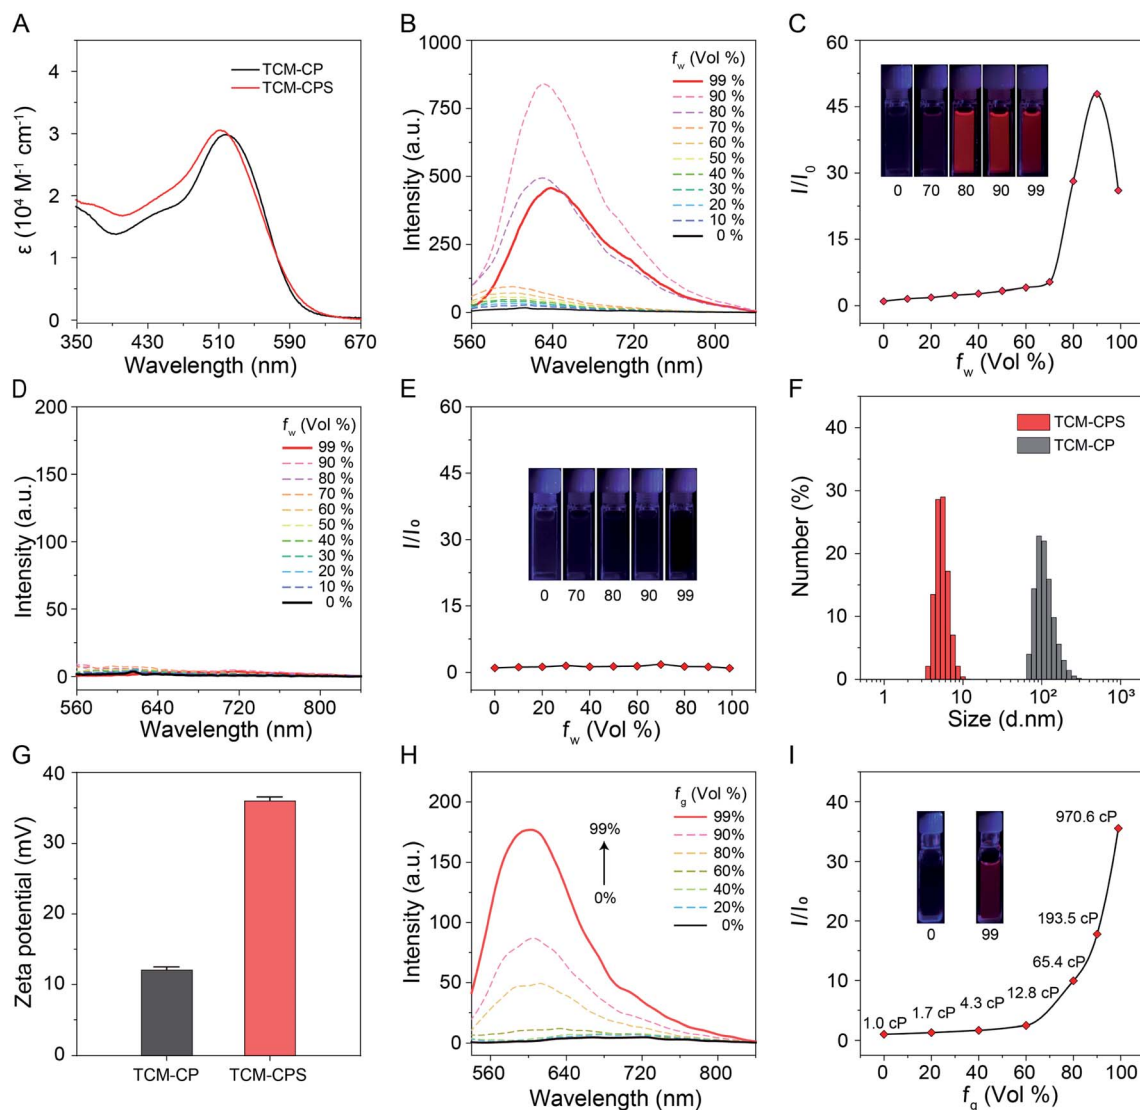 A
ε (10⁴ M⁻¹ cm⁻¹)
4
3
2
1
0
TCM-CP
TCM-CPS
350 430 510 590 670
Wavelength (nm)
B
Intensity (a.u.)
1000
750
500
250
0
f_w (Vol %)
99 %
90 %
80 %
70 %
60 %
50 %
40 %
30 %
20 %
10 %
0 %
560 640 720 800
Wavelength (nm)
C
I/I₀
60
45
30
15
0
0 70 80 90 99
0 20 40 60 80 100
f_w (Vol %)
D
Intensity (a.u.)
200
150
100
50
0
f_w (Vol %)
99 %
90 %
80 %
70 %
60 %
50 %
40 %
30 %
20 %
10 %
0 %
560 640 720 800
Wavelength (nm)
E
I/I₀
60
45
30
15
0
0 70 80 90 99
0 20 40 60 80 100
f_w (Vol %)
F
Number (%)
40
30
20
10
0
TCM-CPS
TCM-CP
1 10 10² 10³
Size (d.nm)
G
Zeta potential (mV)
40
30
20
10
0
TCM-CP TCM-CPS
H
Intensity (a.u.)
200
150
100
50
0
99%
0%
f_g (Vol %)
99%
90%
80%
60%
40%
20%
0%
560 640 720 800
Wavelength (nm)
I
I/I₀
40
30
20
10
0
0 99
970.6 cP
193.5 cP
65.4 cP
12.8 cP
4.3 cP
1.7 cP
1.0 cP
0 20 40 60 80 100
f_g (Vol %)